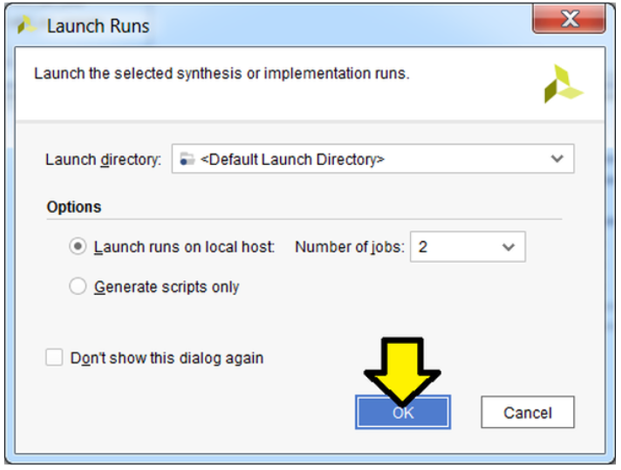 Launch Runs
Launch the selected synthesis or implementation runs.
Launch directory: <Default Launch Directory>
Options
Launch runs on local host: Number of jobs: 2
Generate scripts only
Don't show this dialog again
OK Cancel